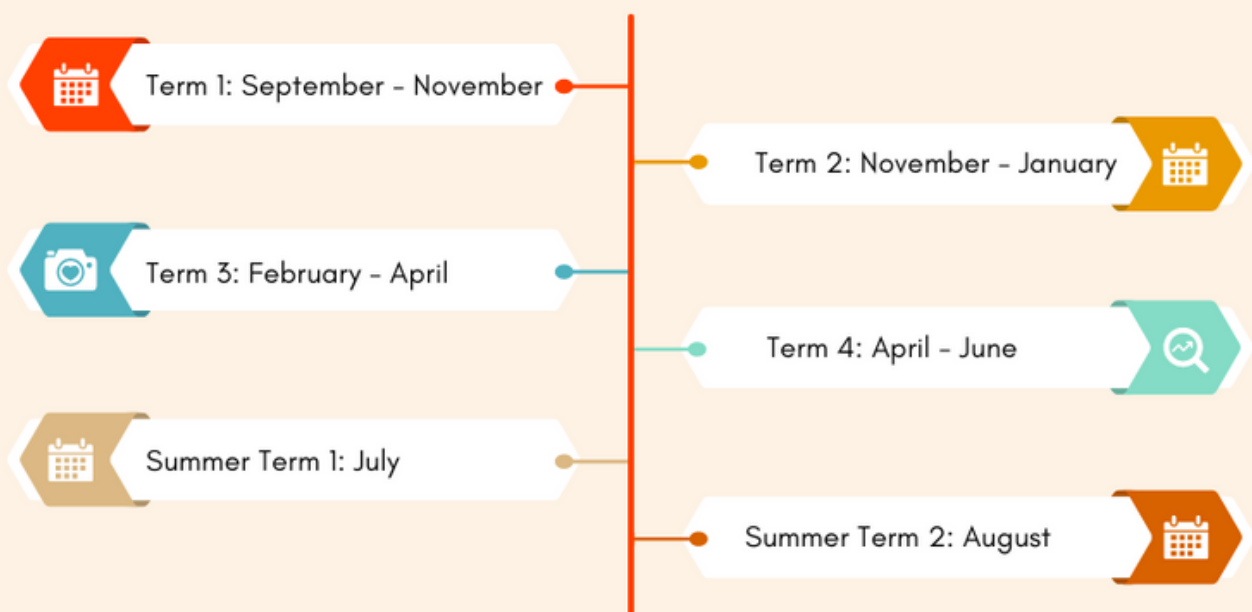 Term 1: September - November
Term 2: November - January
Term 3: February - April
Term 4: April - June
Summer Term 1: July
Summer Term 2: August